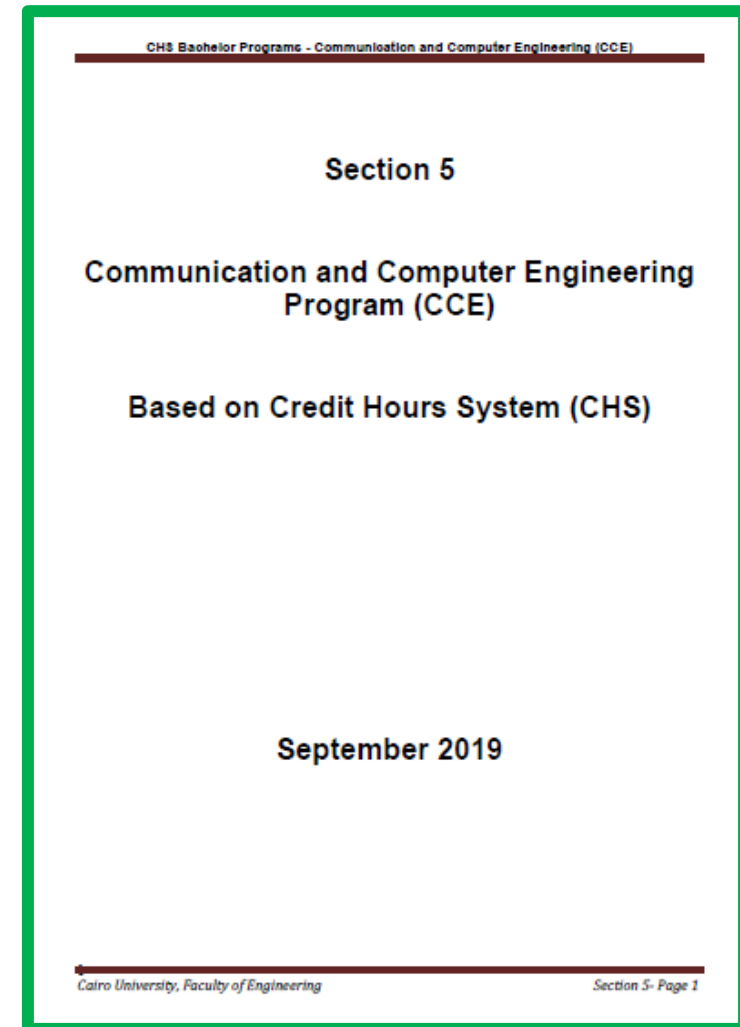 CHS Bachelor Programs - Communication and Computer Engineering (CCE)
Section 5
Communication and Computer Engineering
Program (CCE)
Based on Credit Hours System (CHS)
September 2019
Cairo University, Faculty of Engineering
Section 5- Page 1